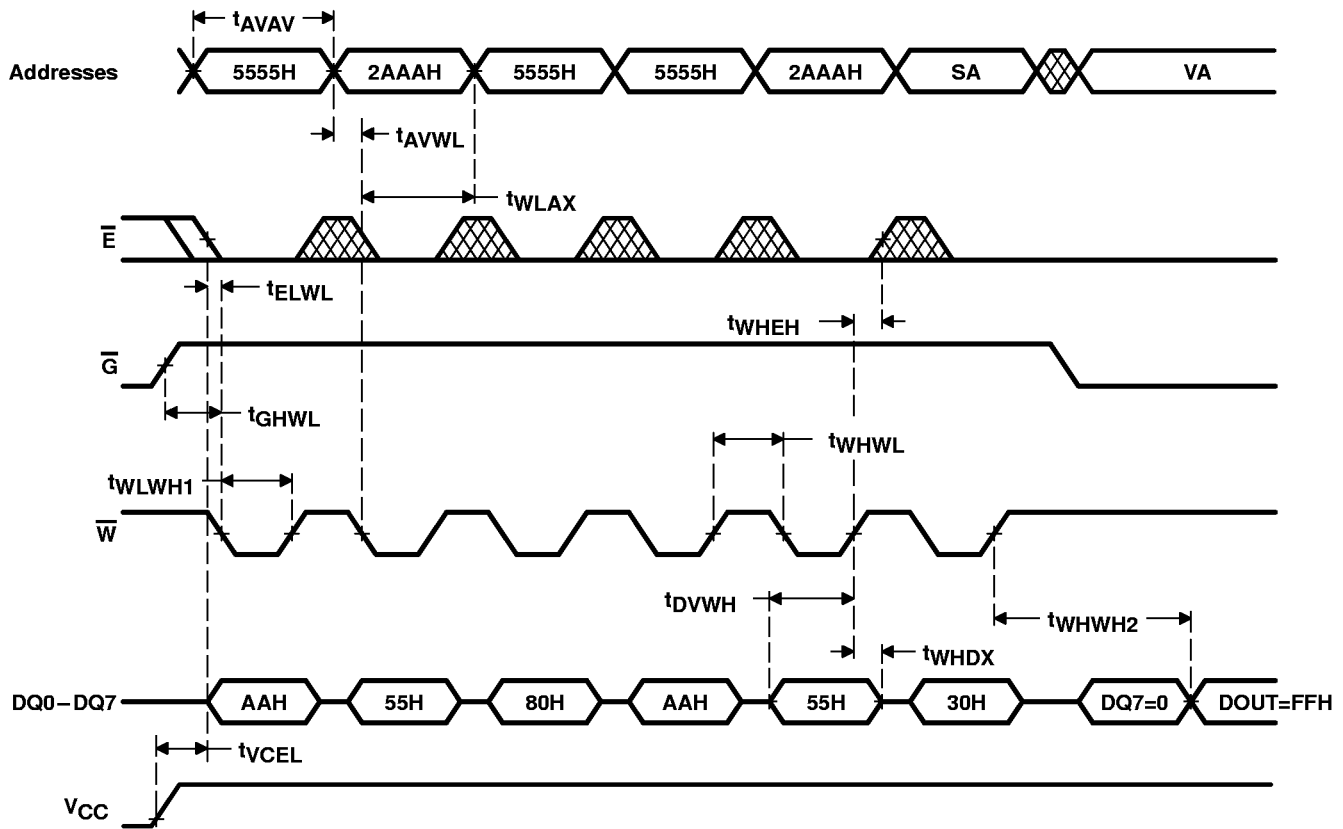 tAVAV
Addresses 5555H 2AAAH 5555H 5555H 2AAAH SA VA
tAVWL
tWLAX
E
tELWL
tWHEH
G
tGHWL
tWHWL
tWLWH1
W
tDVWH
tWHWH2
tWHDX
DQ0–DQ7 AAH 55H 80H AAH 55H 30H DQ7=0 DOUT=FFH
tVCEL
VCC